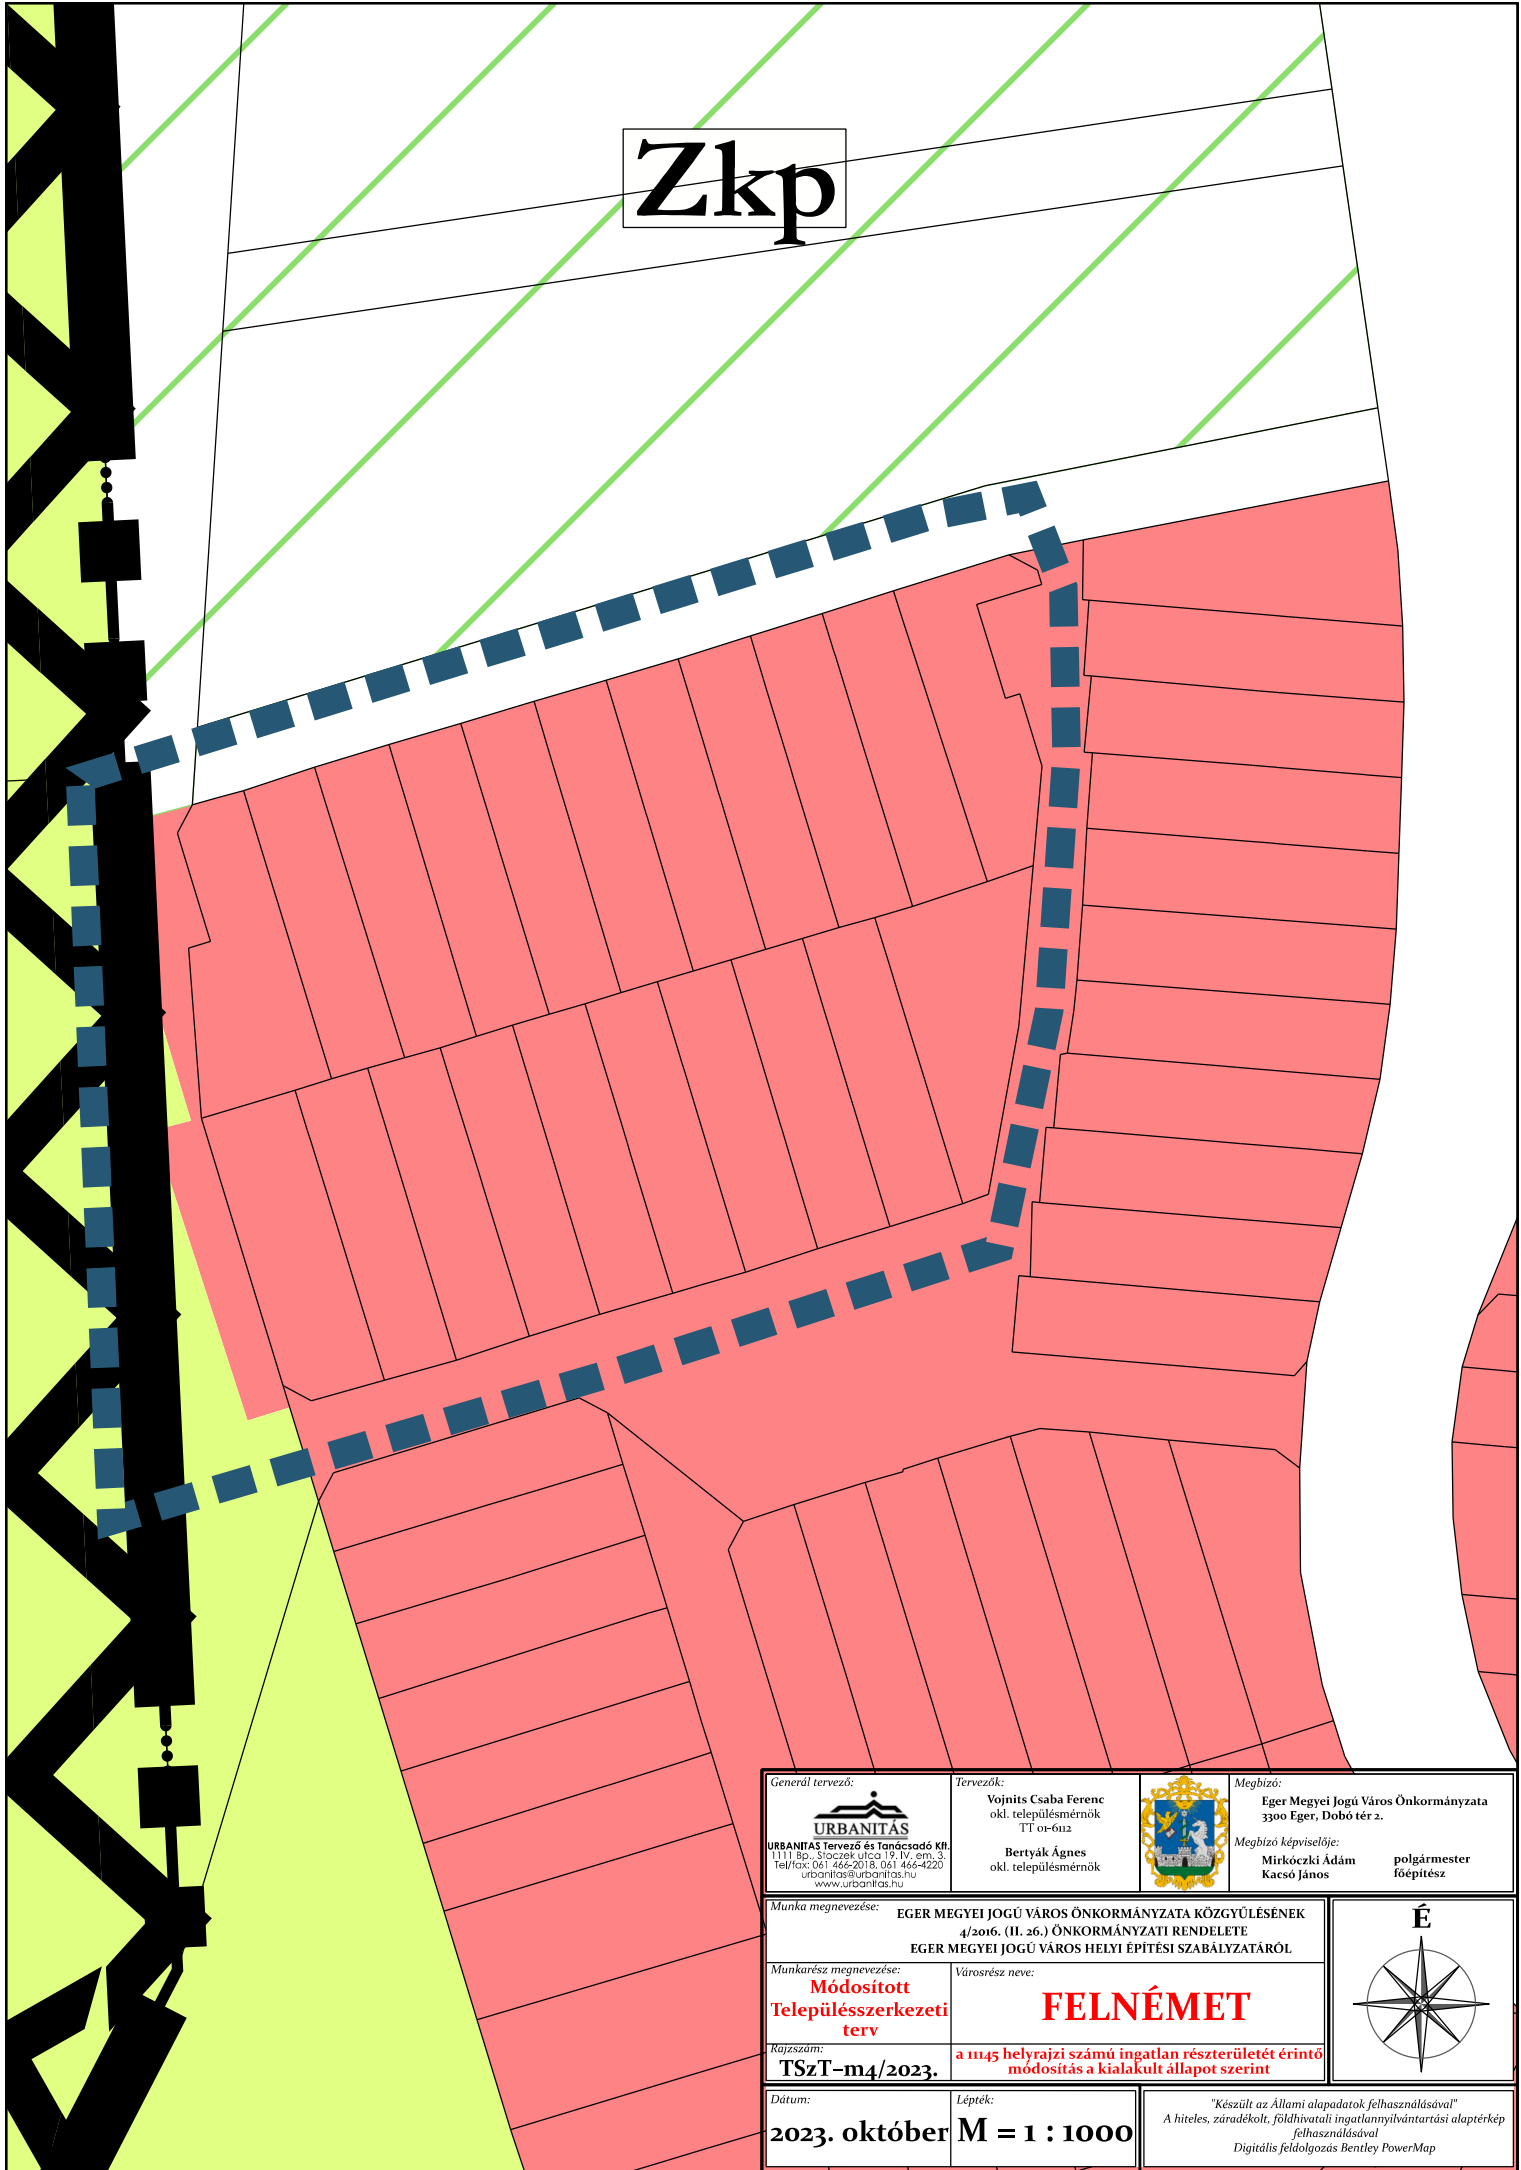 Zkp
Generál tervező:
URBANITÁS
URBANITAS Tervező és Tanácsadó Kft.
1111 Bp., Stoczek utca 19. IV. em. 3.
Tel/fax: 061 466-2018, 061 466-4220
urbanitas@urbanitas.hu
www.urbanitas.hu
Tervezők:
Vojnits Csaba Ferenc
okl. településmérnök
TT 01-6112
Bertyák Ágnes
okl. településmérnök
Megbízó:
Eger Megyei Jogú Város Önkormányzata
3300 Eger, Dobó tér 2.
Megbízó képviselője:
Mirkóczki Ádám polgármester
Kacsó János főépítész
Munka megnevezése:
EGER MEGYEI JOGÚ VÁROS ÖNKORMÁNYZATA KÖZGYŰLÉSÉNEK
4/2016. (II. 26.) ÖNKORMÁNYZATI RENDELETE
EGER MEGYEI JOGÚ VÁROS HELYI ÉPÍTÉSI SZABÁLYZATÁRÓL
Munkarész megnevezése:
Módosított
Településszerkezeti
terv
Városrész neve:
FELNÉMET
Rajzszám:
TSzT-m4/2023.
a 11145 helyrajzi számú ingatlan részterületét érintő
módosítás a kialakult állapot szerint
É
Dátum:
2023. október
Lépték:
M = 1 : 1000
"Készült az Állami alapadatok felhasználásával"
A hiteles, záradékolt, földhivatali ingatlannyilvántartási alaptérkép
felhasználásával
Digitális feldolgozás Bentley PowerMap